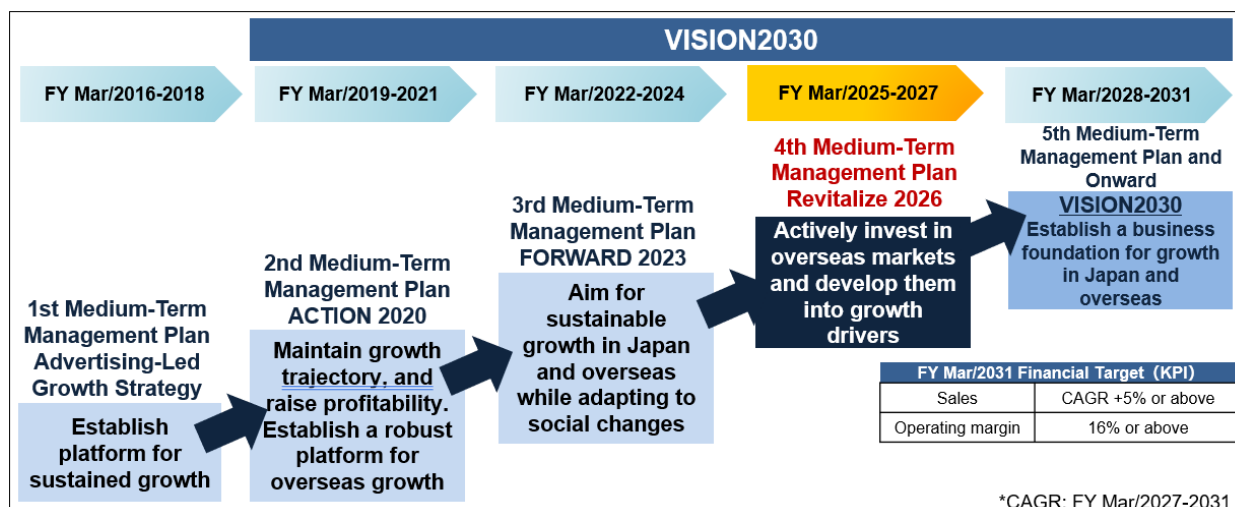 VISION2030
FY Mar/2016-2018
FY Mar/2019-2021
FY Mar/2022-2024
FY Mar/2025-2027
FY Mar/2028-2031
1st Medium-Term
Management Plan
Advertising-Led
Growth Strategy
Establish
platform for
sustained growth
2nd Medium-Term
Management Plan
ACTION 2020
Maintain growth
trajectory, and
raise profitability.
Establish a robust
platform for
overseas growth
3rd Medium-Term
Management Plan
FORWARD 2023
Aim for
sustainable
growth in Japan
and overseas
while adapting to
social changes
4th Medium-Term
Management Plan
Revitalize 2026
Actively invest in
overseas markets
and develop them
into growth
drivers
5th Medium-Term
Management Plan and
Onward
VISION2030
Establish a business
foundation for growth
in Japan and
overseas
FY Mar/2031 Financial Target (KPI)
Sales CAGR +5% or above
Operating margin 16% or above
*CAGR: FY Mar/2027-2031